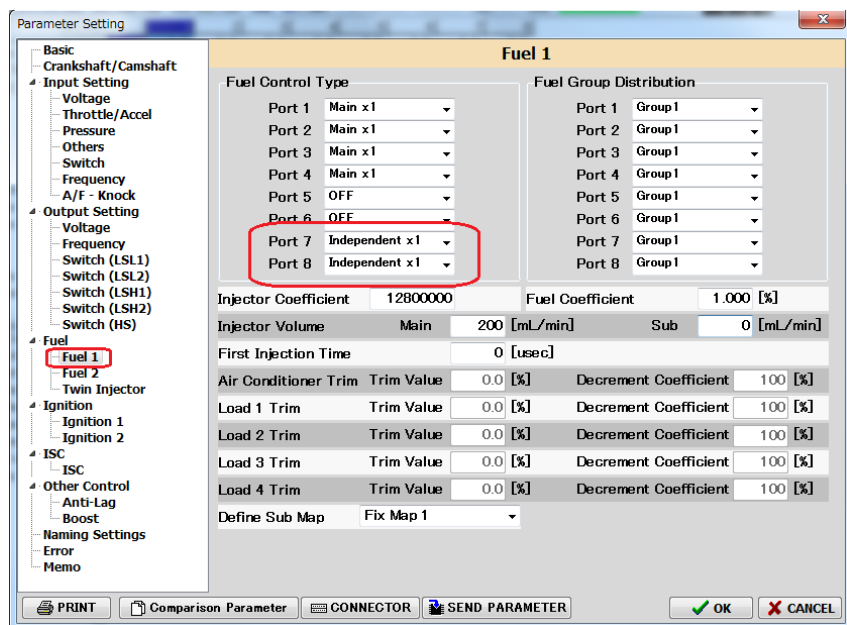 Parameter Setting
x
Basic
Crankshaft/Camshaft
Input Setting
Voltage
Throttle/Accel
Pressure
Others
Switch
Frequency
A/F - Knock
Output Setting
Voltage
Frequency
Switch (LSL1)
Switch (LSL2)
Switch (LSH1)
Switch (LSH2)
Switch (HS)
Fuel
Fuel 1
Fuel 2
Twin Injector
Ignition
Ignition 1
Ignition 2
ISC
ISC
Other Control
Anti-Lag
Boost
Naming Settings
Error
Memo
Fuel 1
Fuel Control Type
Port 1 Main x1
Port 2 Main x1
Port 3 Main x1
Port 4 Main x1
Port 5 OFF
Port 6 OFF
Port 7 Independent x1
Port 8 Independent x1
Fuel Group Distribution
Port 1 Group1
Port 2 Group1
Port 3 Group1
Port 4 Group1
Port 5 Group1
Port 6 Group1
Port 7 Group1
Port 8 Group1
Injector Coefficient 12800000 Fuel Coefficient 1.000 [%]
Injector Volume Main 200 [mL/min] Sub 0 [mL/min]
First Injection Time 0 [usec]
Air Conditioner Trim Trim Value 0.0 [%] Decrement Coefficient 100 [%]
Load 1 Trim Trim Value 0.0 [%] Decrement Coefficient 100 [%]
Load 2 Trim Trim Value 0.0 [%] Decrement Coefficient 100 [%]
Load 3 Trim Trim Value 0.0 [%] Decrement Coefficient 100 [%]
Load 4 Trim Trim Value 0.0 [%] Decrement Coefficient 100 [%]
Define Sub Map Fix Map 1
PRINT Comparison Parameter CONNECTOR SEND PARAMETER OK CANCEL